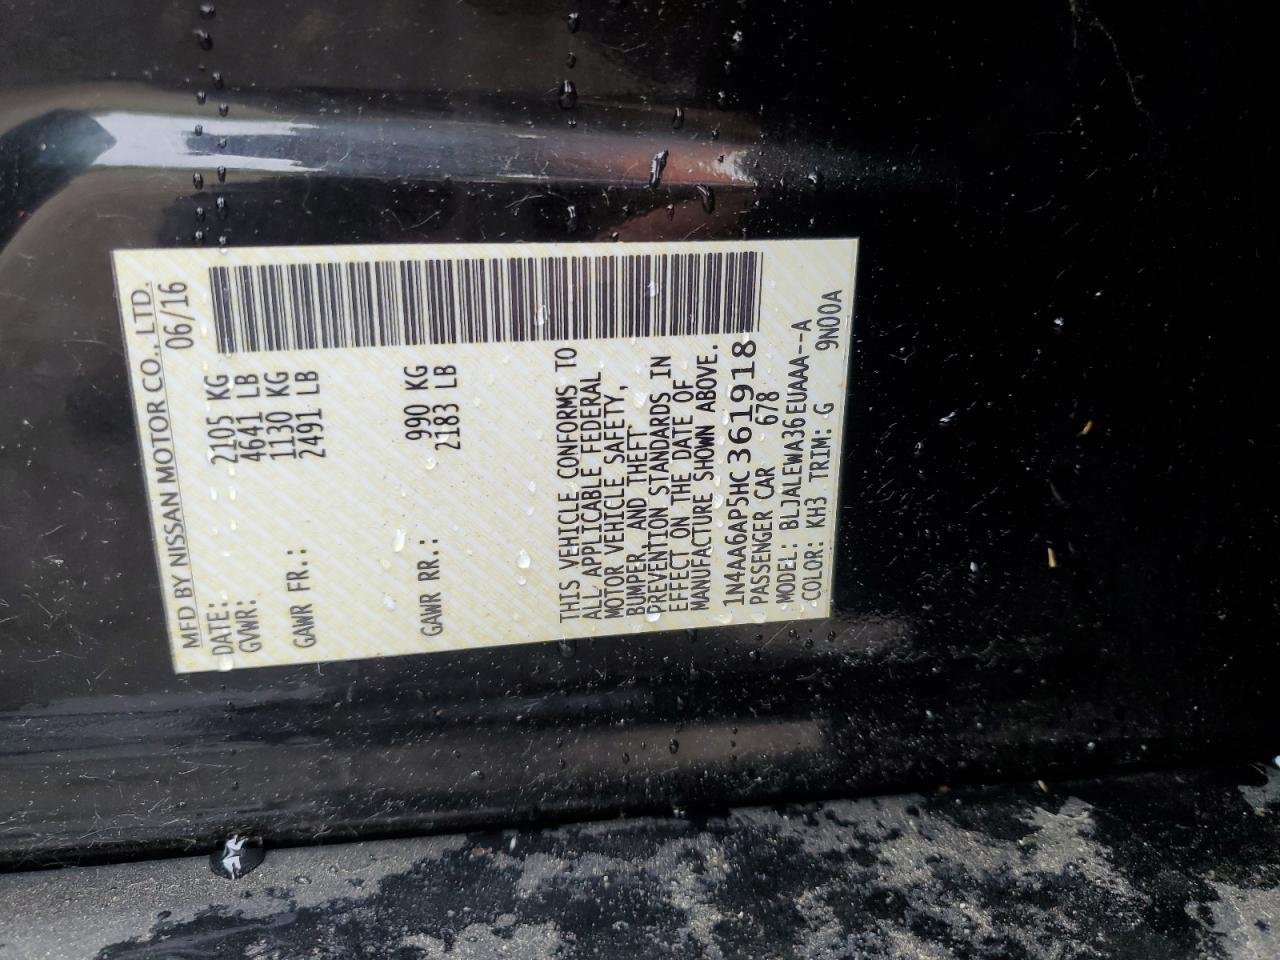 MFD BY NISSAN MOTOR CO., LTD.
DATE: 06/16
GVWR: 2105 KG
4641 LB
GAWR FR.: 1130 KG
2491 LB
GAWR RR.: 990 KG
2183 LB
THIS VEHICLE CONFORMS TO
ALL APPLICABLE FEDERAL
MOTOR VEHICLE SAFETY,
BUMPER, AND THEFT
PREVENTION STANDARDS IN
EFFECT ON THE DATE OF
MANUFACTURE SHOWN ABOVE.
1N4AA6AP5HC361918
PASSENGER CAR 678
MODEL: BLJALEWA36EUAAA--A
COLOR: KH3 TRIM: G 9N00A